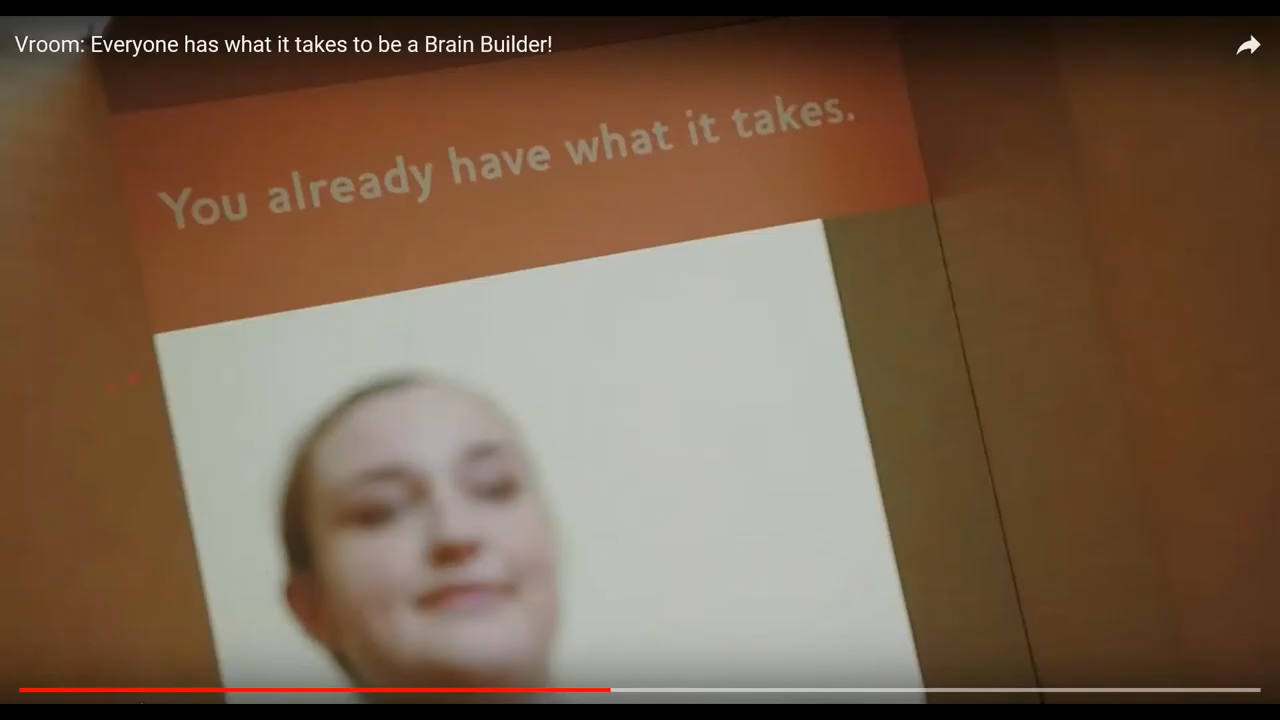 Vroom: Everyone has what it takes to be a Brain Builder!
You already have what it takes.